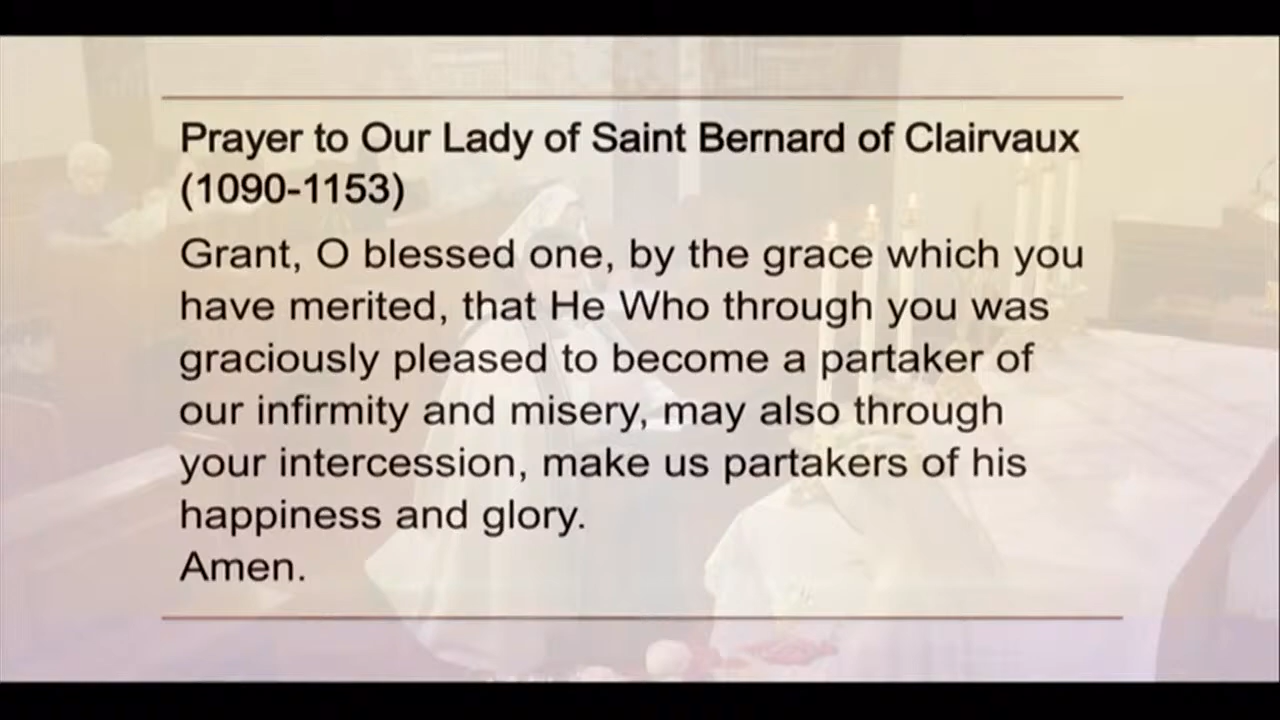 Prayer to Our Lady of Saint Bernard of Clairvaux
(1090-1153)
Grant, O blessed one, by the grace which you
have merited, that He Who through you was
graciously pleased to become a partaker of
our infirmity and misery, may also through
your intercession, make us partakers of his
happiness and glory.
Amen.